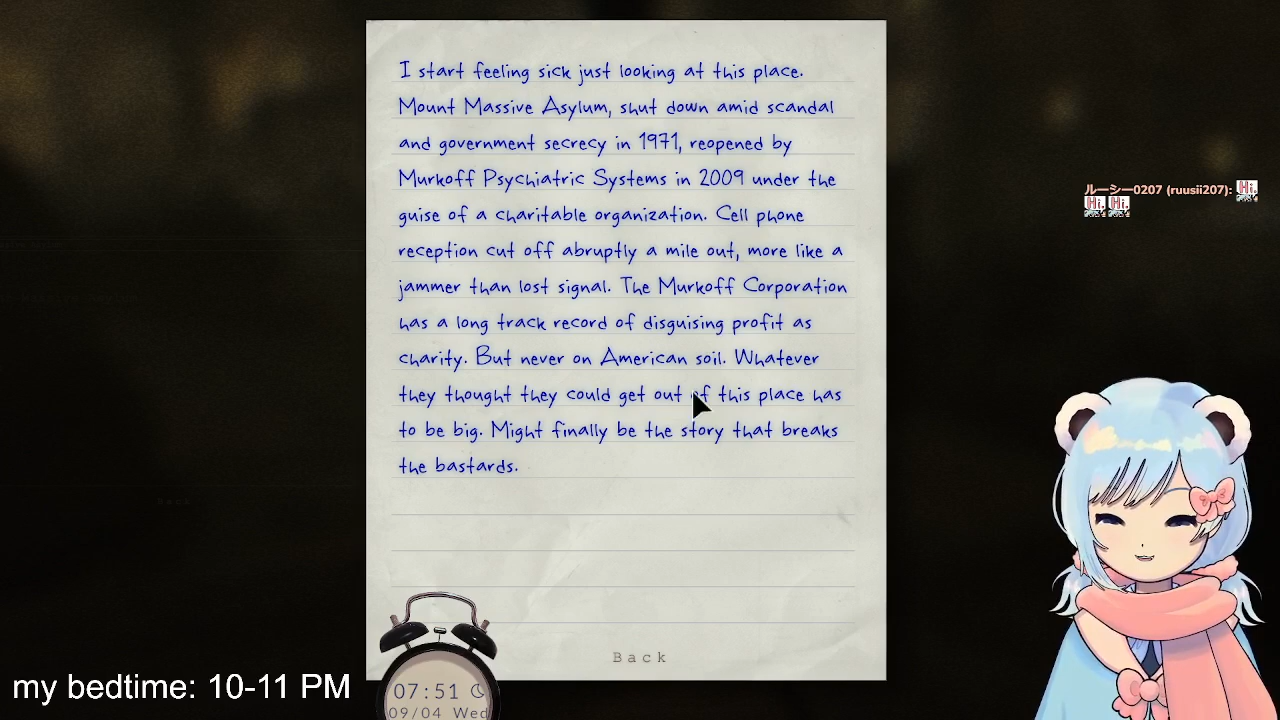 I start feeling sick just looking at this place.
Mount Massive Asylum, shut down amid scandal
and government secrecy in 1971, reopened by
Murkoff Psychiatric Systems in 2009 under the
guise of a charitable organization. Cell phone
reception cut off abruptly a mile out, more like a
jammer than lost signal. The Murkoff Corporation
has a long track record of disguising profit as
charity. But never on American soil. Whatever
they thought they could get out of this place has
to be big. Might finally be the story that breaks
the bastards.
Back
ルーシー0207 (ruusii207): Hi,
Hi, Hi,
07:51
09/04 Wed
my bedtime: 10-11 PM